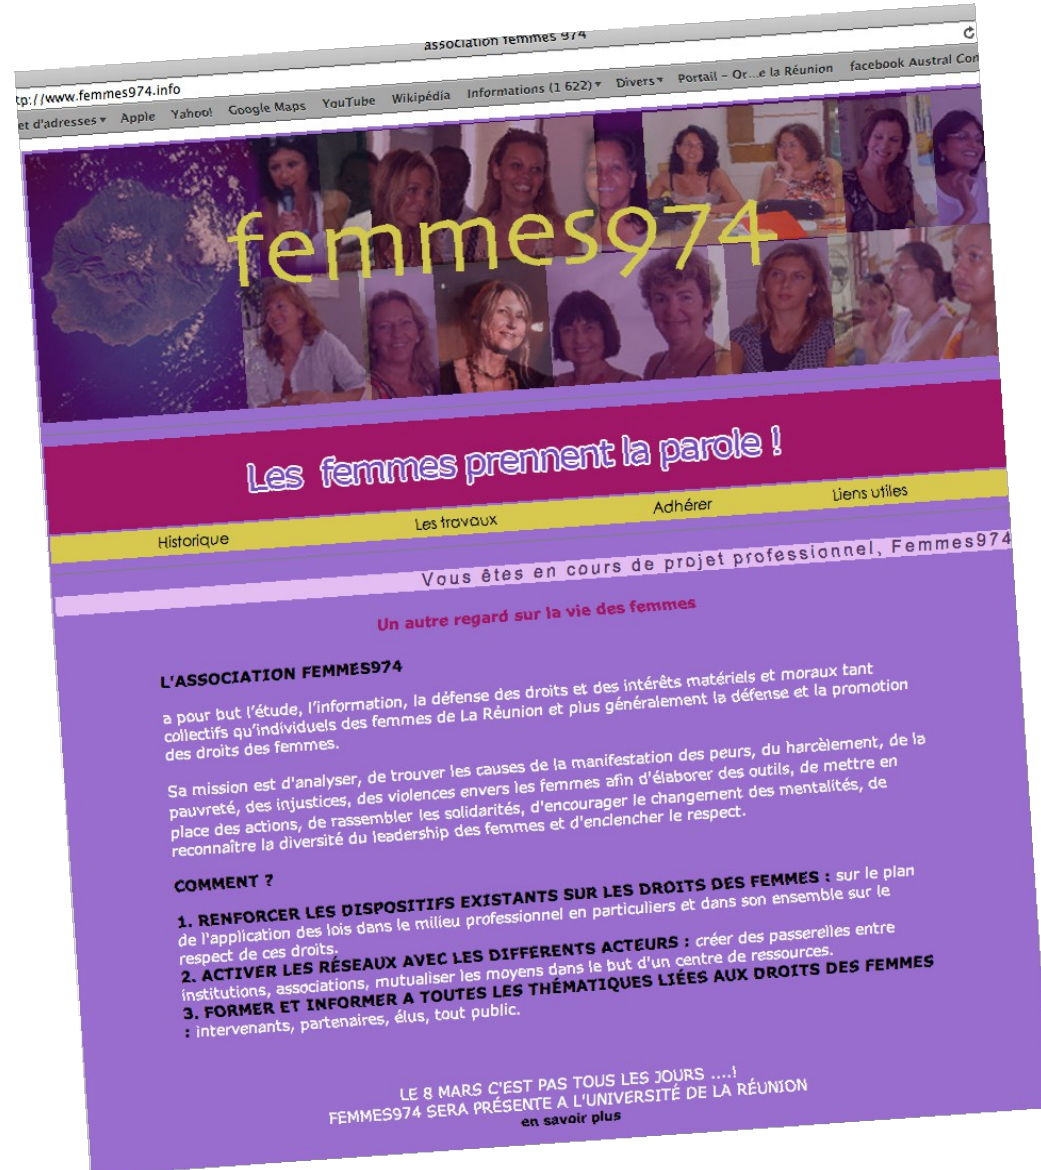 association femmes 974
tp://www.femmes974.info
et d'adresses Apple Yahoo! Google Maps YouTube Wikipédia Informations (1 622) Divers Portail – Or...e la Réunion facebook Austral Con
femmes974
Les femmes prennent la parole !
Historique Les travaux Adhérer Liens utiles
Vous êtes en cours de projet professionnel, Femmes974
Un autre regard sur la vie des femmes
L'ASSOCIATION FEMMES974
a pour but l'étude, l'information, la défense des droits et des intérêts matériels et moraux tant
collectifs qu'individuels des femmes de La Réunion et plus généralement la défense et la promotion
des droits des femmes.
Sa mission est d'analyser, de trouver les causes de la manifestation des peurs, du harcèlement, de la
pauvreté, des injustices, des violences envers les femmes afin d'élaborer des outils, de mettre en
place des actions, de rassembler les solidarités, d'encourager le changement des mentalités, de
reconnaître la diversité du leadership des femmes et d'enclencher le respect.
COMMENT ?
1. RENFORCER LES DISPOSITIFS EXISTANTS SUR LES DROITS DES FEMMES : sur le plan
de l'application des lois dans le milieu professionnel en particuliers et dans son ensemble sur le
respect de ces droits.
2. ACTIVER LES RÉSEAUX AVEC LES DIFFERENTS ACTEURS : créer des passerelles entre
institutions, associations, mutualiser les moyens dans le but d'un centre de ressources.
3. FORMER ET INFORMER A TOUTES LES THÉMATIQUES LIÉES AUX DROITS DES FEMMES
: intervenants, partenaires, élus, tout public.
LE 8 MARS C'EST PAS TOUS LES JOURS ....!
FEMMES974 SERA PRÉSENTE A L'UNIVERSITÉ DE LA RÉUNION
en savoir plus